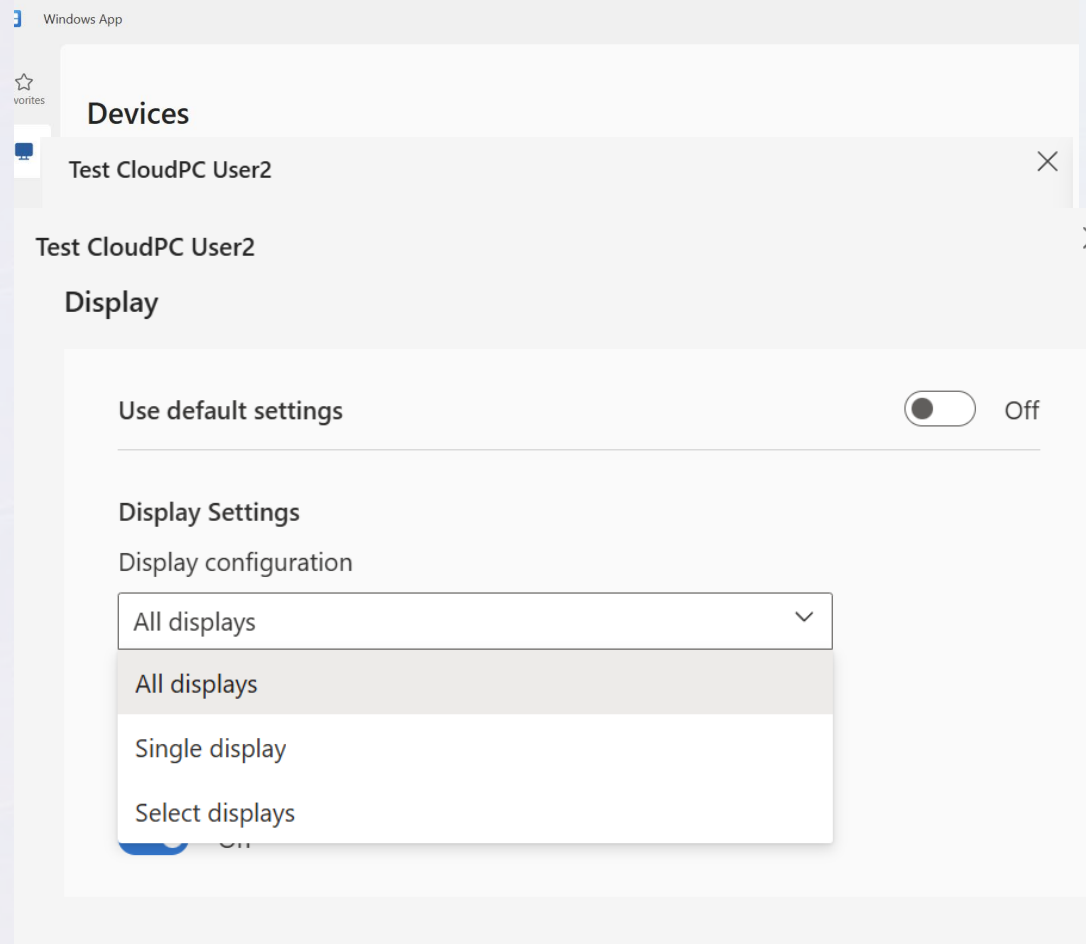 Windows App
vorites
Devices
Test CloudPC User2
Test CloudPC User2
Display
Use default settings
Off
Display Settings
Display configuration
All displays
All displays
Single display
Select displays